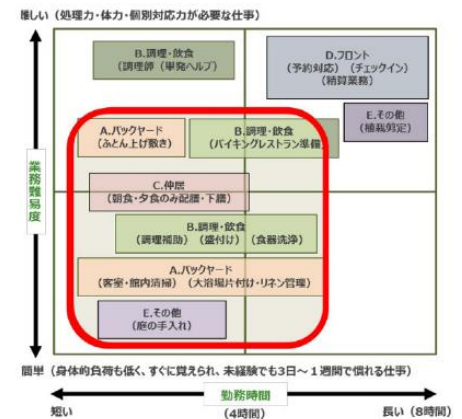 難しい（処理力・体力・個別対応力が必要な仕事）
B.調理・飲食
（調理師（単発ヘルプ）
D.フロント
（予約対応）（チェックイン）
（精算業務）
E.その他
（植栽剪定）
A.バックヤード
（ふとん上げ敷き）
B.調理・飲食
（バイキングレストラン準備）
C.仲居
（朝食・夕食のみ配膳・下膳）
B.調理・飲食
（調理補助）（盛付け）（食器洗浄）
A.バックヤード
（客室・館内清掃）（大浴場片付け・リネン管理）
E.その他
（庭の手入れ）
業務難易度
簡単（身体的負荷も低く、すぐに覚えられ、未経験でも3日～１週間で慣れる仕事）
勤務時間
短い
（4時間）
長い（8時間）